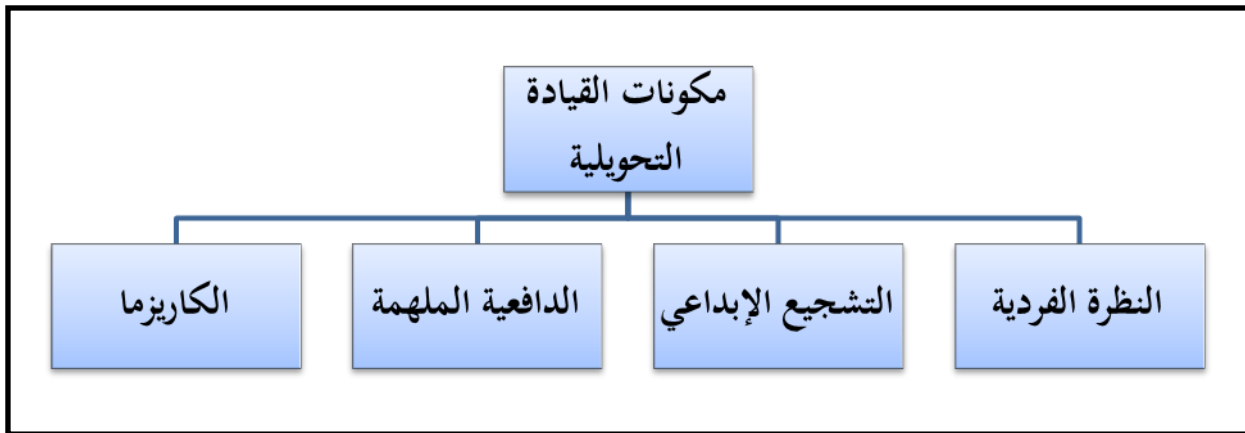 مكونات القيادة
التحويلية
النظرة الفردية
التشجيع الإبداعي
الدافعية الملهمة
الكاريزما